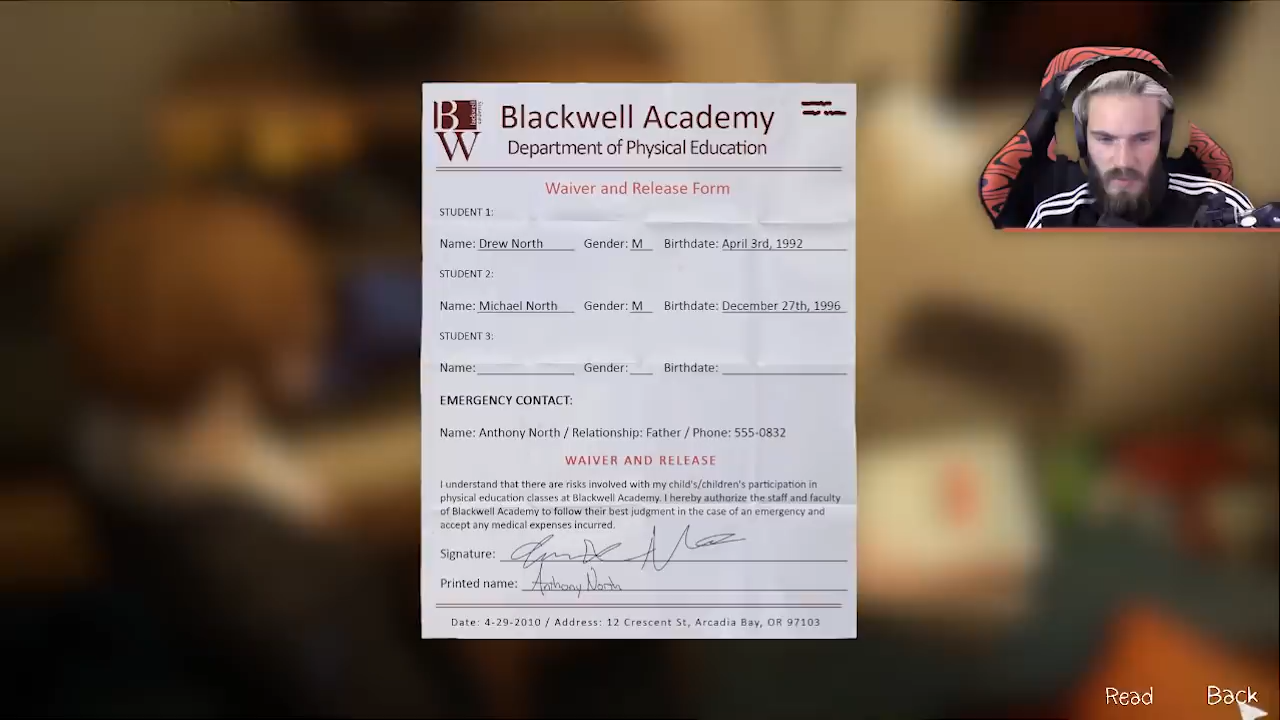 Blackwell Academy
Department of Physical Education
Waiver and Release Form
STUDENT 1:
Name: Drew North Gender: M Birthdate: April 3rd, 1992
STUDENT 2:
Name: Michael North Gender: M Birthdate: December 27th, 1996
STUDENT 3:
Name: Gender: Birthdate:
EMERGENCY CONTACT:
Name: Anthony North / Relationship: Father / Phone: 555-0832
WAIVER AND RELEASE
I understand that there are risks involved with my child's/children's participation in
physical education classes at Blackwell Academy. I hereby authorize the staff and faculty
of Blackwell Academy to follow their best judgment in the case of an emergency and
accept any medical expenses incurred.
Signature:
Printed name: Anthony North
Date: 4-29-2010 / Address: 12 Crescent St, Arcadia Bay, OR 97103
Read Back